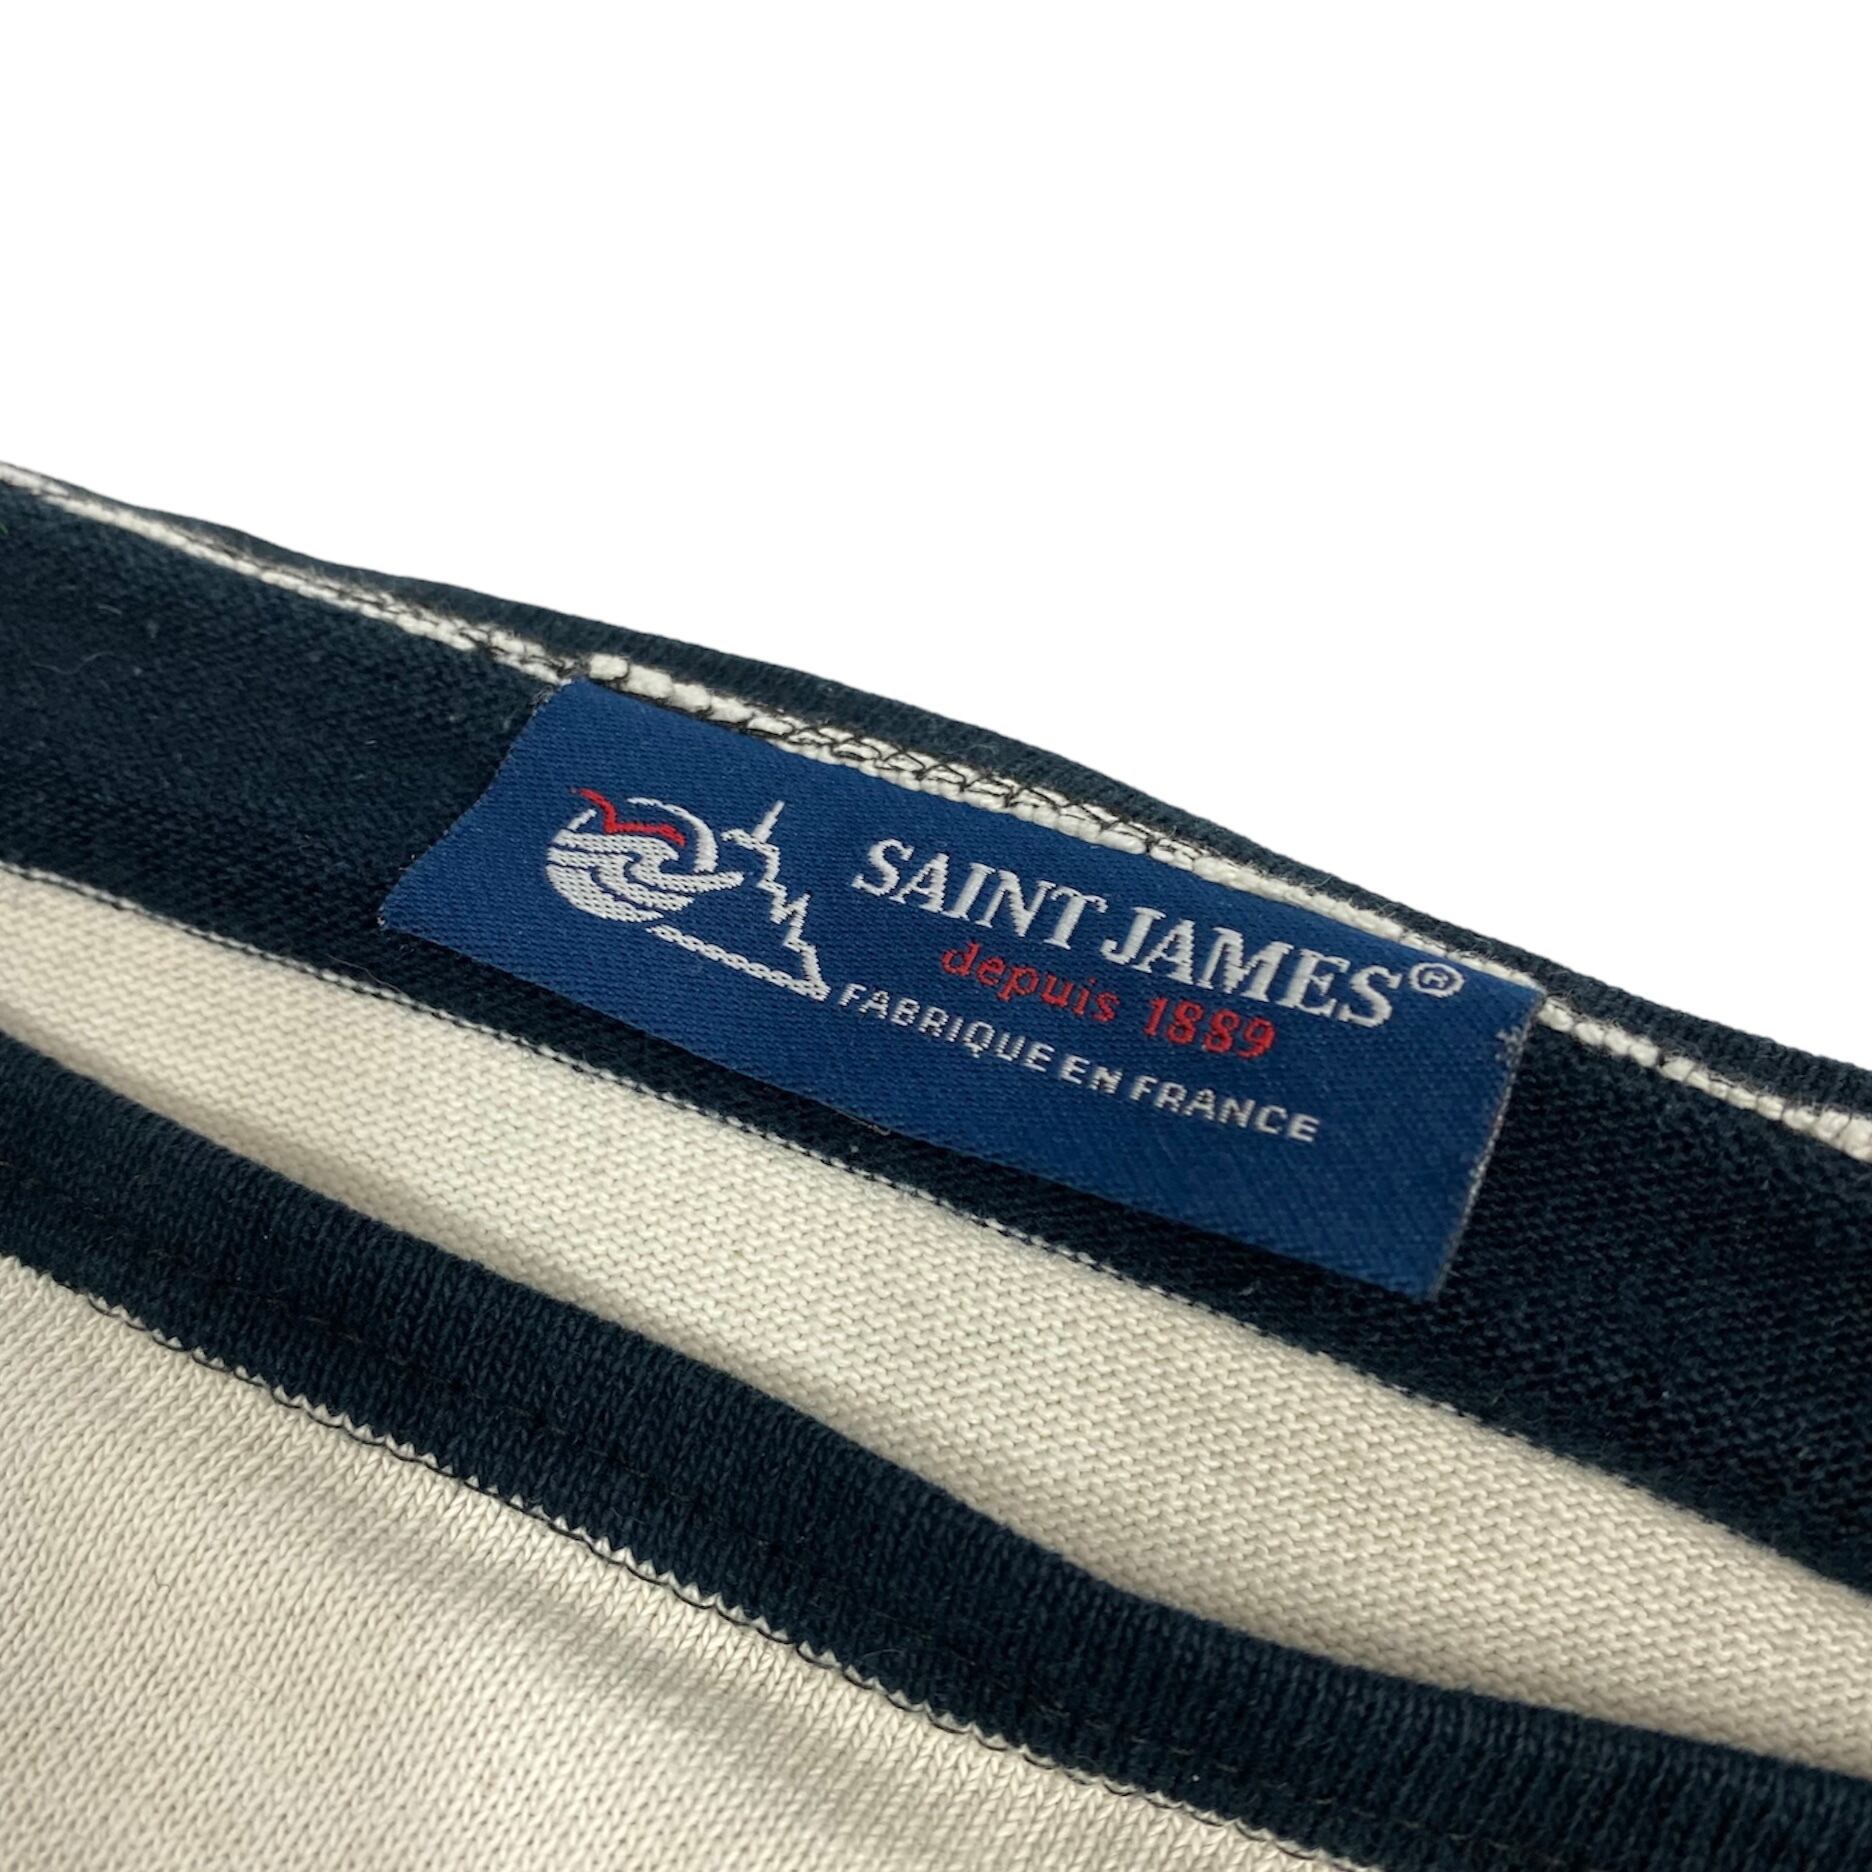 SAINT JAMES®
depuis 1889
FABRIQUE EN FRANCE